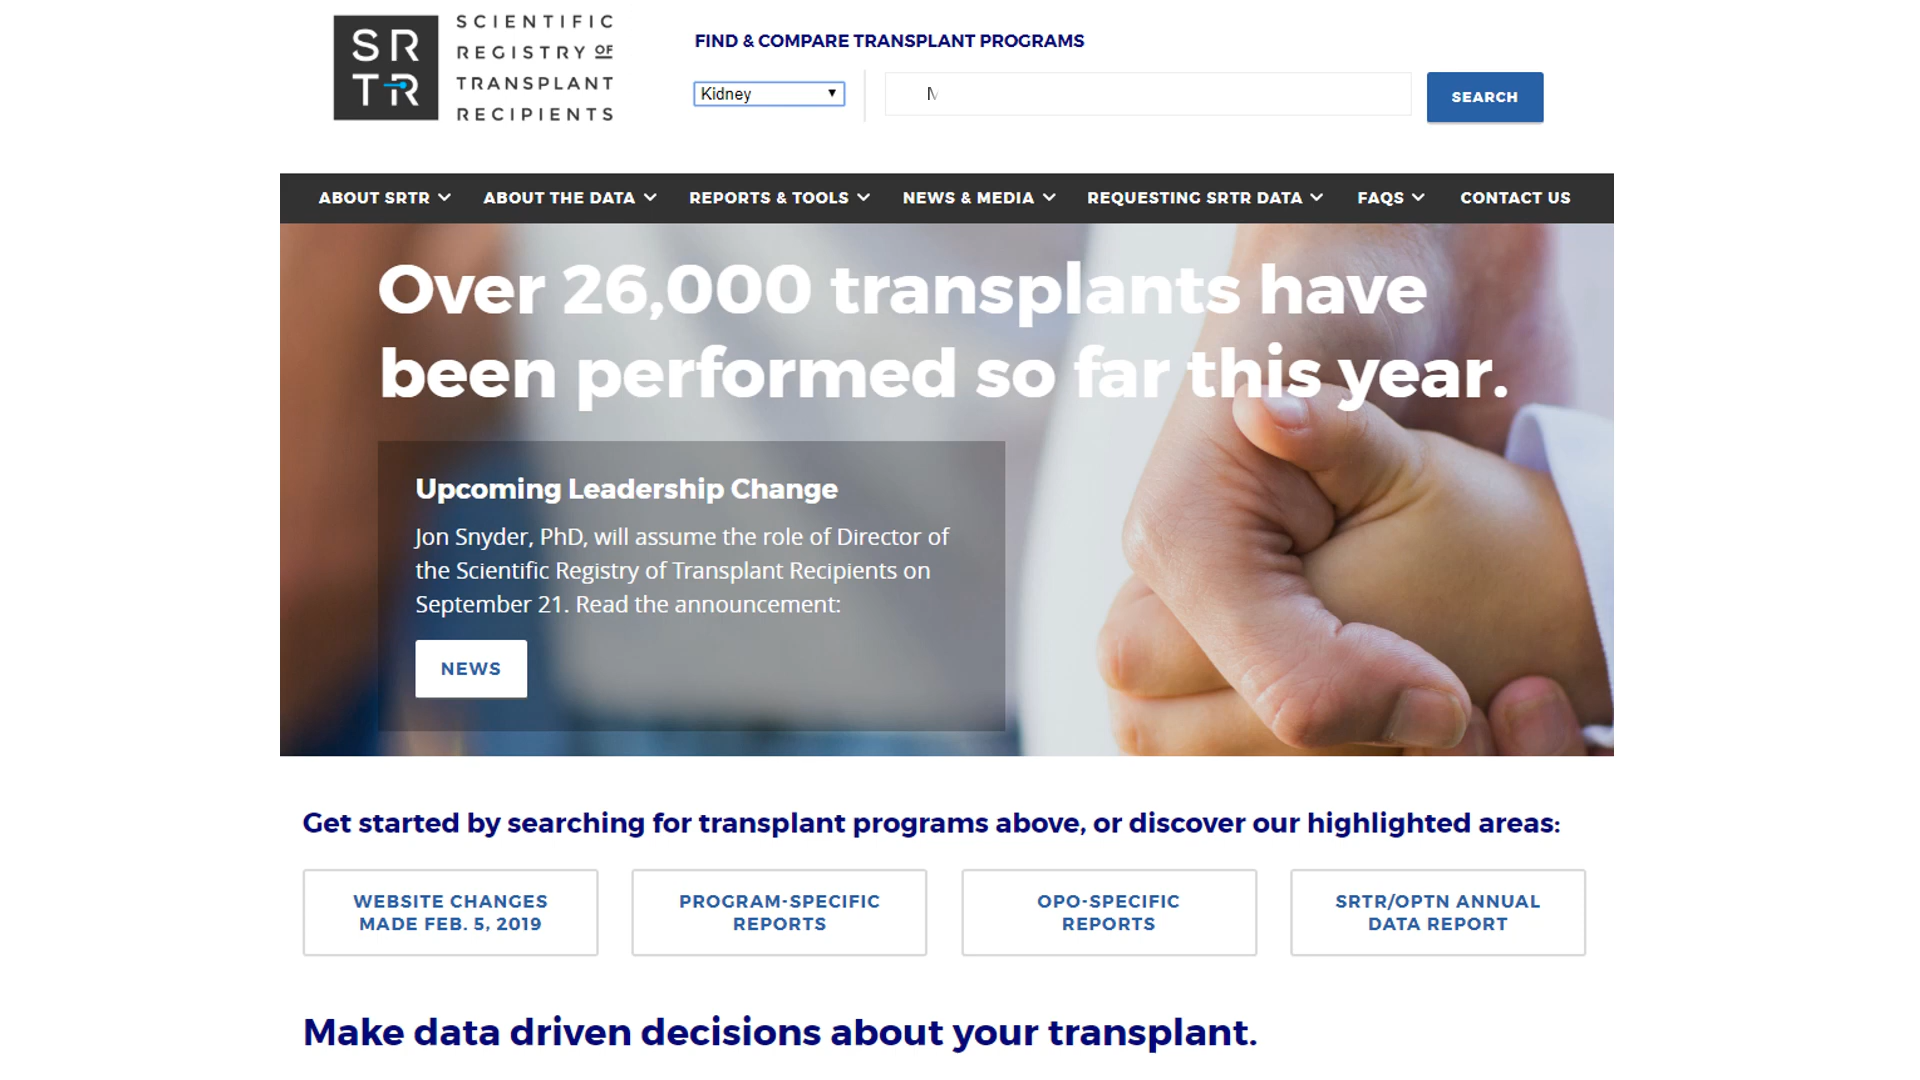 SCIENTIFIC
REGISTRY OF
TRANSPLANT
RECIPIENTS
SR
TR
FIND & COMPARE TRANSPLANT PROGRAMS
Kidney
SEARCH
ABOUT SRTR ABOUT THE DATA REPORTS & TOOLS NEWS & MEDIA REQUESTING SRTR DATA FAQS CONTACT US
Over 26,000 transplants have
been performed so far this year.
Upcoming Leadership Change
Jon Snyder, PhD, will assume the role of Director of
the Scientific Registry of Transplant Recipients on
September 21. Read the announcement:
NEWS
Get started by searching for transplant programs above, or discover our highlighted areas:
WEBSITE CHANGES
MADE FEB. 5, 2019
PROGRAM-SPECIFIC
REPORTS
OPO-SPECIFIC
REPORTS
SRTR/OPTN ANNUAL
DATA REPORT
Make data driven decisions about your transplant.